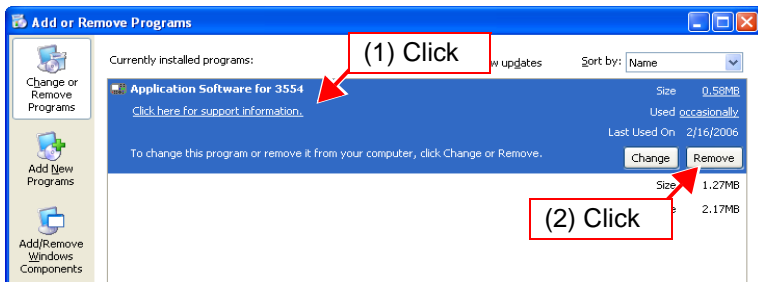 Add or Remove Programs
Change or
Remove
Programs
Add New
Programs
Add/Remove
Windows
Components
Currently installed programs:
(1) Click
updates
Sort by: Name
Application Software for 3554
Size 0.58MB
Click here for support information.
Used occasionally
Last Used On 2/16/2006
To change this program or remove it from your computer, click Change or Remove.
Change Remove
Size 1.27MB
(2) Click
2.17MB